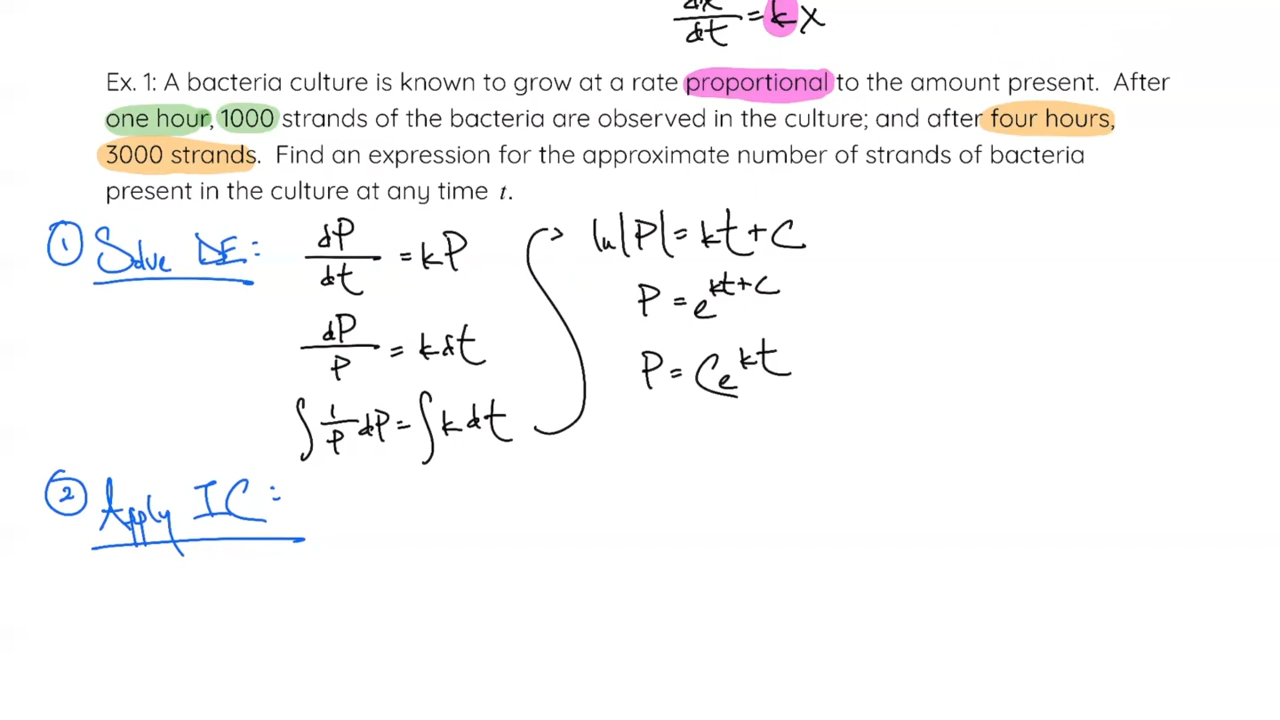 dx/dt = kx
Ex. 1: A bacteria culture is known to grow at a rate proportional to the amount present. After
one hour, 1000 strands of the bacteria are observed in the culture; and after four hours,
3000 strands. Find an expression for the approximate number of strands of bacteria
present in the culture at any time t.
① Solve DE:
dP/dt = kP
dP/P = kdt
∫ 1/P dP = ∫ k dt
ln|P| = kt + C
P = e^{kt + C}
P = Ce^{kt}
② Apply IC: